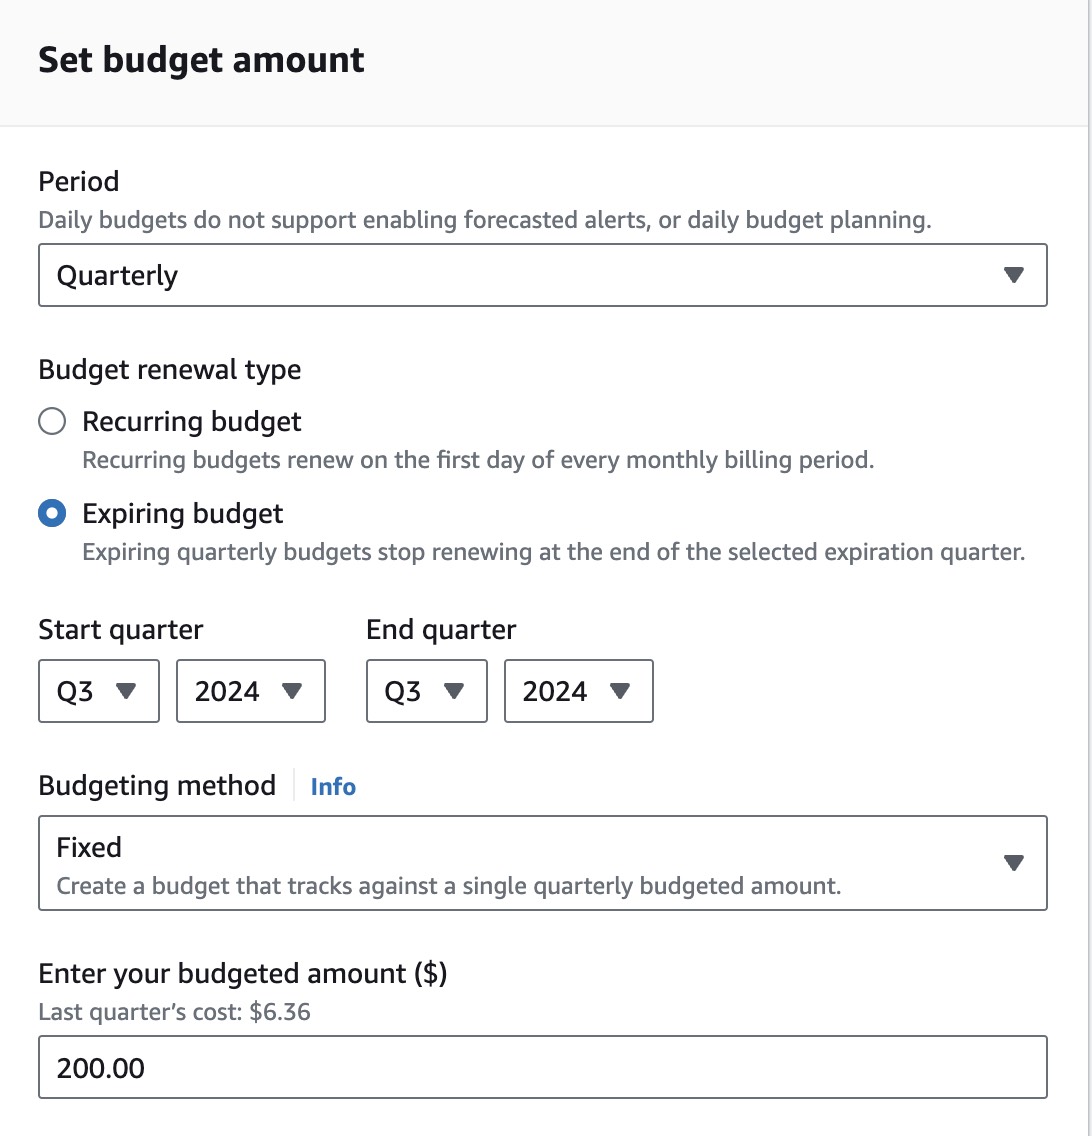 Set budget amount
Period
Daily budgets do not support enabling forecasted alerts, or daily budget planning.
Quarterly
Budget renewal type
Recurring budget
Recurring budgets renew on the first day of every monthly billing period.
Expiring budget
Expiring quarterly budgets stop renewing at the end of the selected expiration quarter.
Start quarter End quarter
Q3 2024 Q3 2024
Budgeting method Info
Fixed
Create a budget that tracks against a single quarterly budgeted amount.
Enter your budgeted amount ($)
Last quarter’s cost: $6.36
200.00